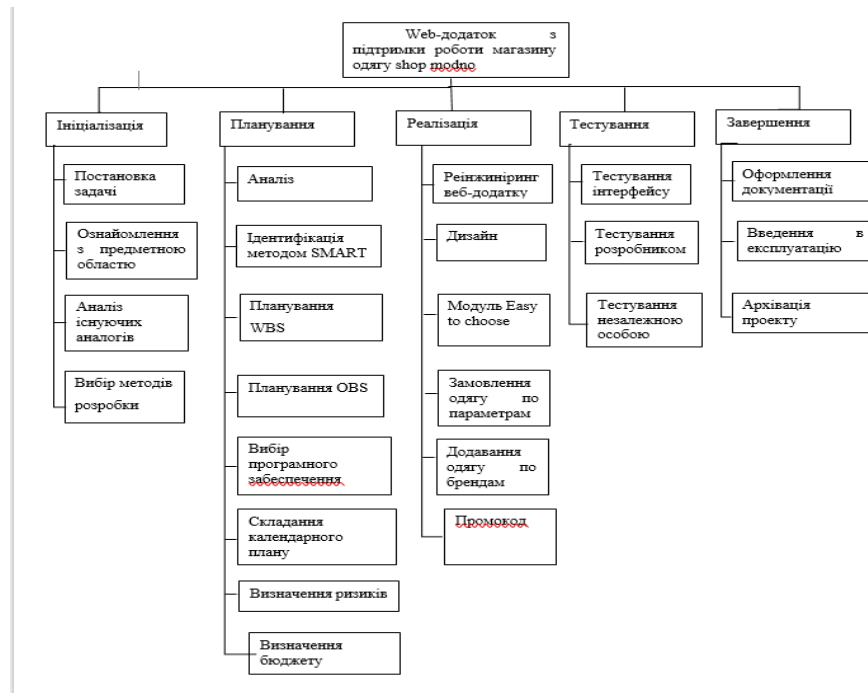 Web-додаток з
підтримки роботи магазину
одягу shop modno
Ініціалізація
Планування
Реалізація
Тестування
Завершення
Постановка
задачі
Ознайомлення
з предметною
областю
Аналіз
існуючих
аналогів
Вибір методів
розробки
Аналіз
Ідентифікація
методом SMART
Планування
WBS
Планування OBS
Вибір
програмного
забеспечення
Складання
календарного
плану
Визначення ризиків
Визначення
бюджету
Реінжиніринг
веб-додатку
Дизайн
Модуль Easy
to choose
Замовлення
одягу по
параметрам
Додавання
одягу по
брендам
Промокод
Тестування
інтерфейсу
Тестування
розробником
Тестування
незалежною
особою
Оформлення
документації
Введення в
експлуатацію
Архівація
проекту